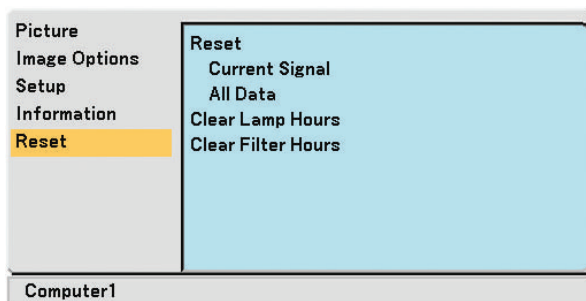 Picture
Image Options
Setup
Information
Reset
Reset
Current Signal
All Data
Clear Lamp Hours
Clear Filter Hours
Computer1